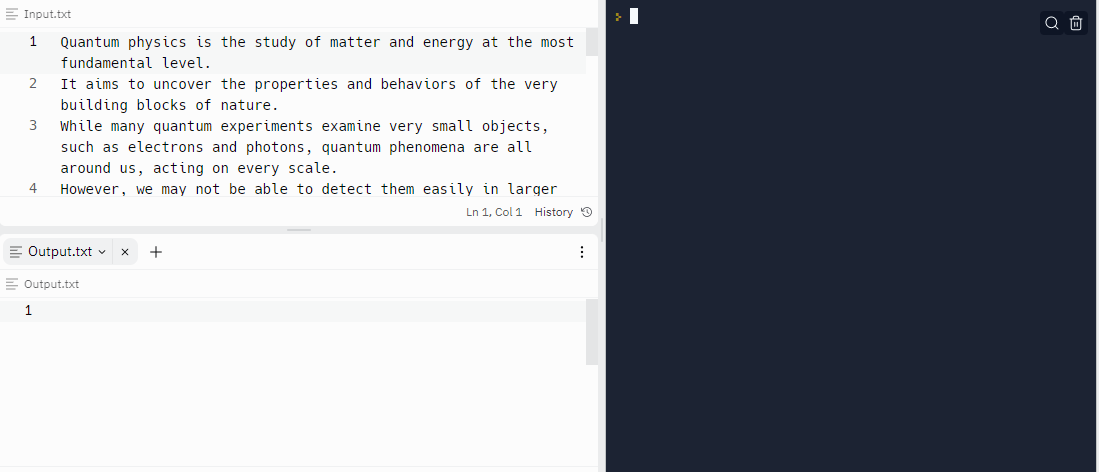 Input.txt
1 Quantum physics is the study of matter and energy at the most
fundamental level.
2 It aims to uncover the properties and behaviors of the very
building blocks of nature.
3 While many quantum experiments examine very small objects,
such as electrons and photons, quantum phenomena are all
around us, acting on every scale.
4 However, we may not be able to detect them easily in larger
Ln 1, Col 1 History
Output.txt
Output.txt
1